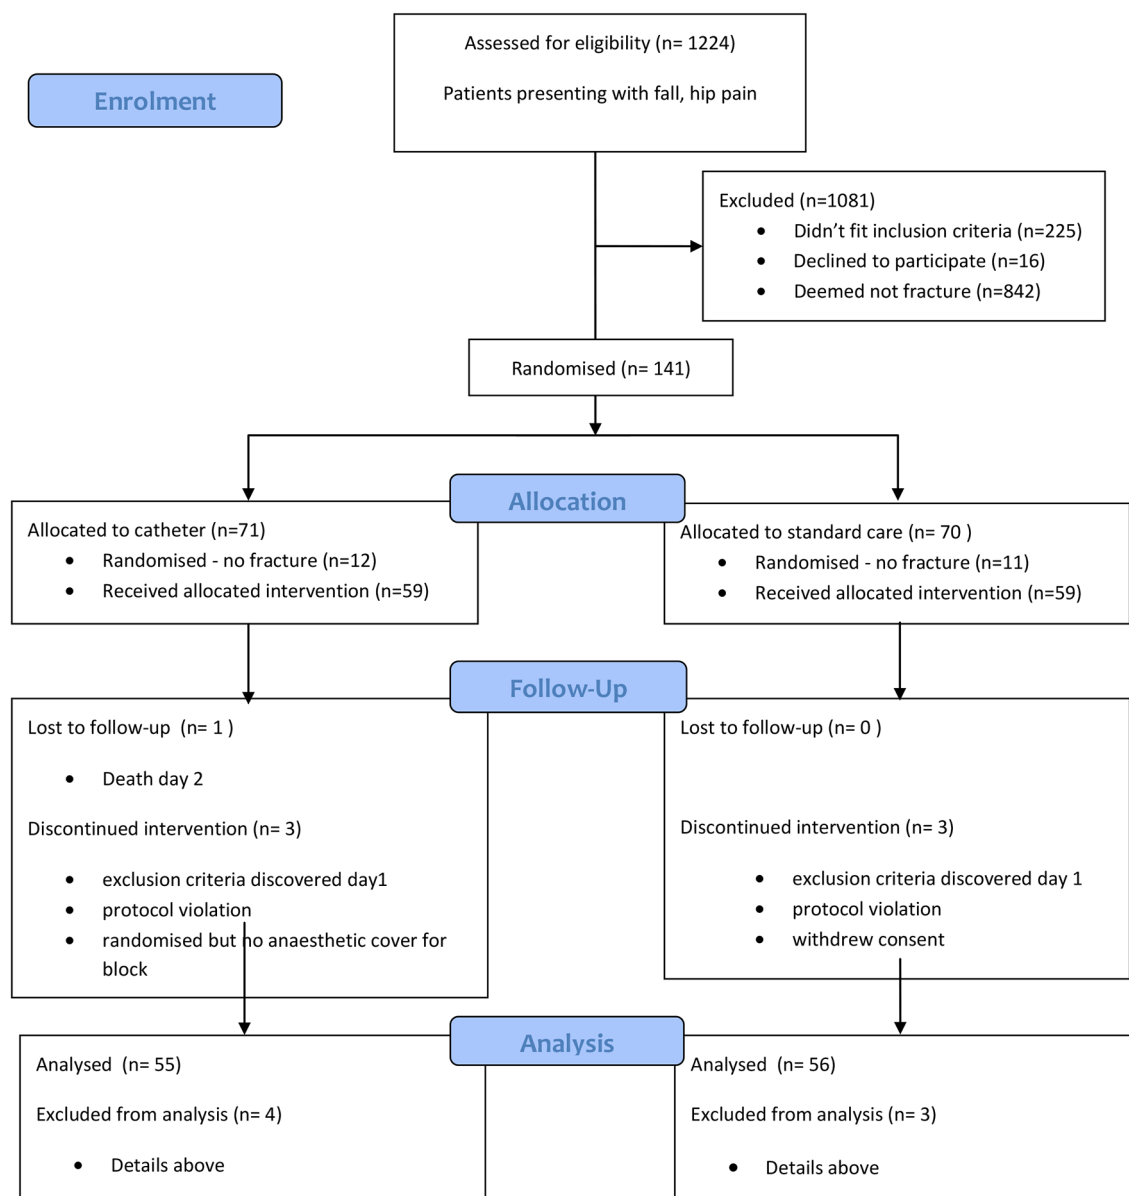 Assessed for eligibility (n= 1224)
Patients presenting with fall, hip pain
Enrolment
Excluded (n=1081)
• Didn’t fit inclusion criteria (n=225)
• Declined to participate (n=16)
• Deemed not fracture (n=842)
Randomised (n= 141)
Allocation
Allocated to catheter (n=71)
• Randomised - no fracture (n=12)
• Received allocated intervention (n=59)
Allocated to standard care (n= 70 )
• Randomised - no fracture (n=11)
• Received allocated intervention (n=59)
Follow-Up
Lost to follow-up (n= 1 )
• Death day 2
Discontinued intervention (n= 3)
• exclusion criteria discovered day1
• protocol violation
• randomised but no anaesthetic cover for
block
Lost to follow-up (n= 0 )
Discontinued intervention (n= 3)
• exclusion criteria discovered day 1
• protocol violation
• withdrew consent
Analysis
Analysed (n= 55)
Excluded from analysis (n= 4)
• Details above
Analysed (n= 56)
Excluded from analysis (n= 3)
• Details above